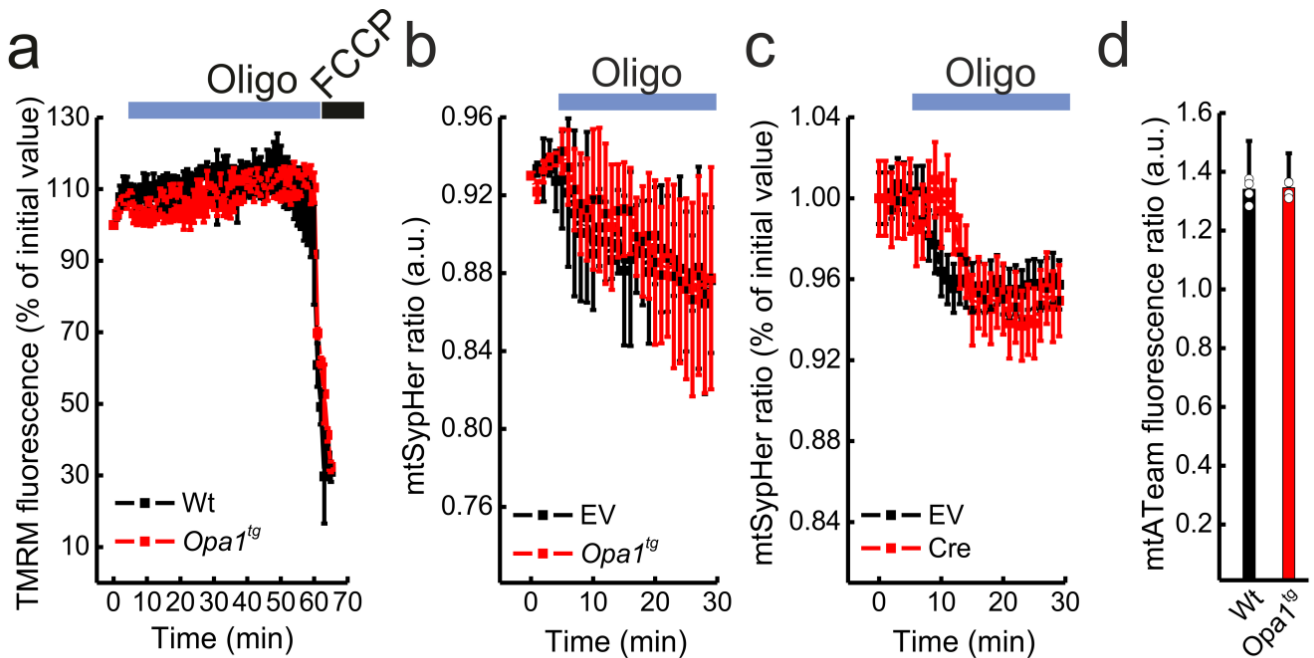 a
Oligo
FCCP
TMRM fluorescence (% of initial value)
130
110
90
70
50
30
10
Wt
Opa1tg
0 10 20 30 40 50 60 70
Time (min)
b
Oligo
mtSypHer ratio (a.u.)
0.96
0.92
0.88
0.84
0.80
0.76
EV
Opa1tg
0 10 20 30
Time (min)
c
Oligo
mtSypHer ratio (% of initial value)
1.04
1.00
0.96
0.92
0.88
0.84
EV
Cre
0 10 20 30
Time (min)
d
mtATeam fluorescence ratio (a.u.)
1.6
1.4
1.2
1.0
0.8
0.6
0.4
0.2
Wt
Opa1tg